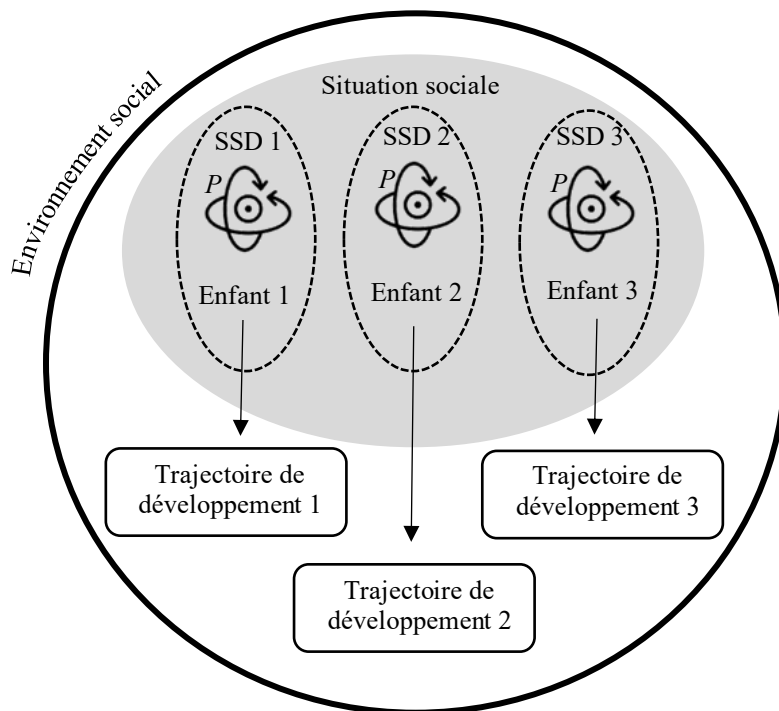 Environnement social
Situation sociale
SSD 1
SSD 2
SSD 3
P
P
P
Enfant 1
Enfant 2
Enfant 3
Trajectoire de
développement 1
Trajectoire de
développement 3
Trajectoire de
développement 2